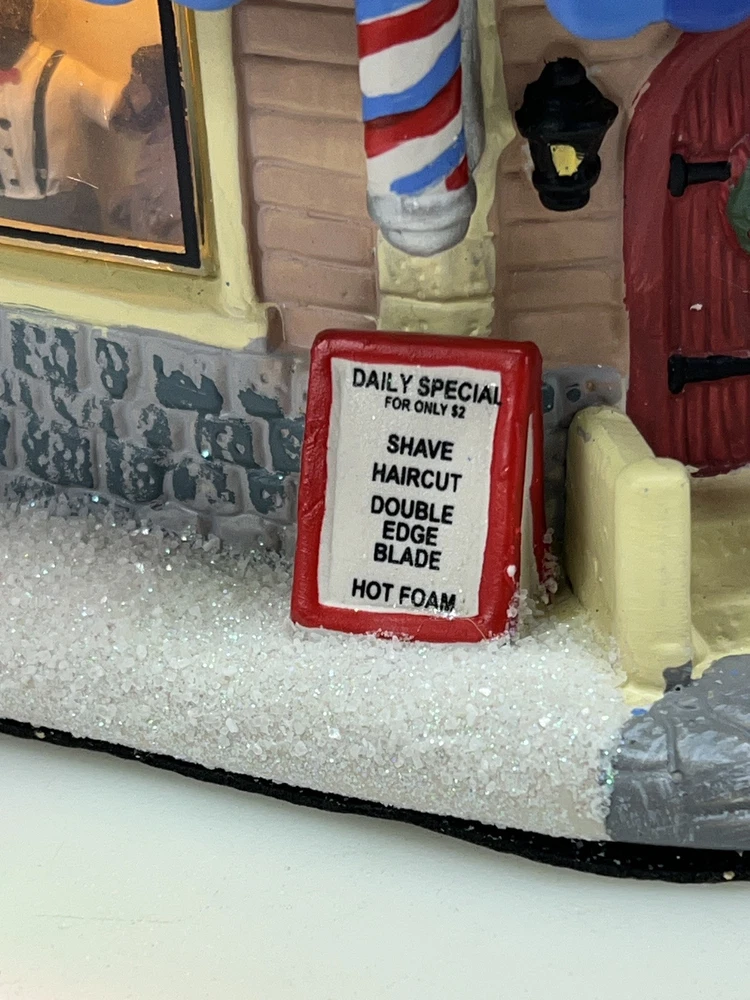 DAILY SPECIAL
FOR ONLY $2
SHAVE
HAIRCUT
DOUBLE
EDGE
BLADE
HOT FOAM